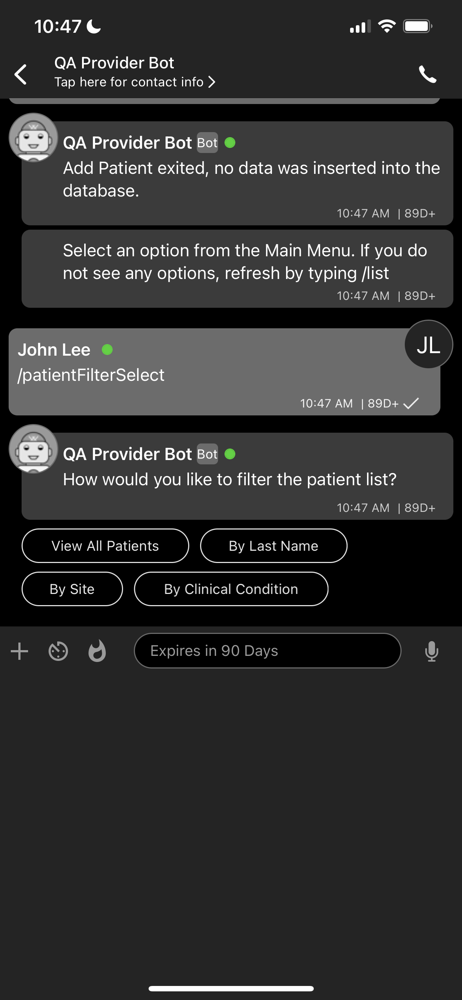 10:47
QA Provider Bot
Tap here for contact info
QA Provider Bot Bot
Add Patient exited, no data was inserted into the
database.
10:47 AM | 89D+
Select an option from the Main Menu. If you do
not see any options, refresh by typing /list
10:47 AM | 89D+
JL
John Lee
/patientFilterSelect
10:47 AM | 89D+
QA Provider Bot Bot
How would you like to filter the patient list?
10:47 AM | 89D+
View All Patients By Last Name
By Site By Clinical Condition
Expires in 90 Days